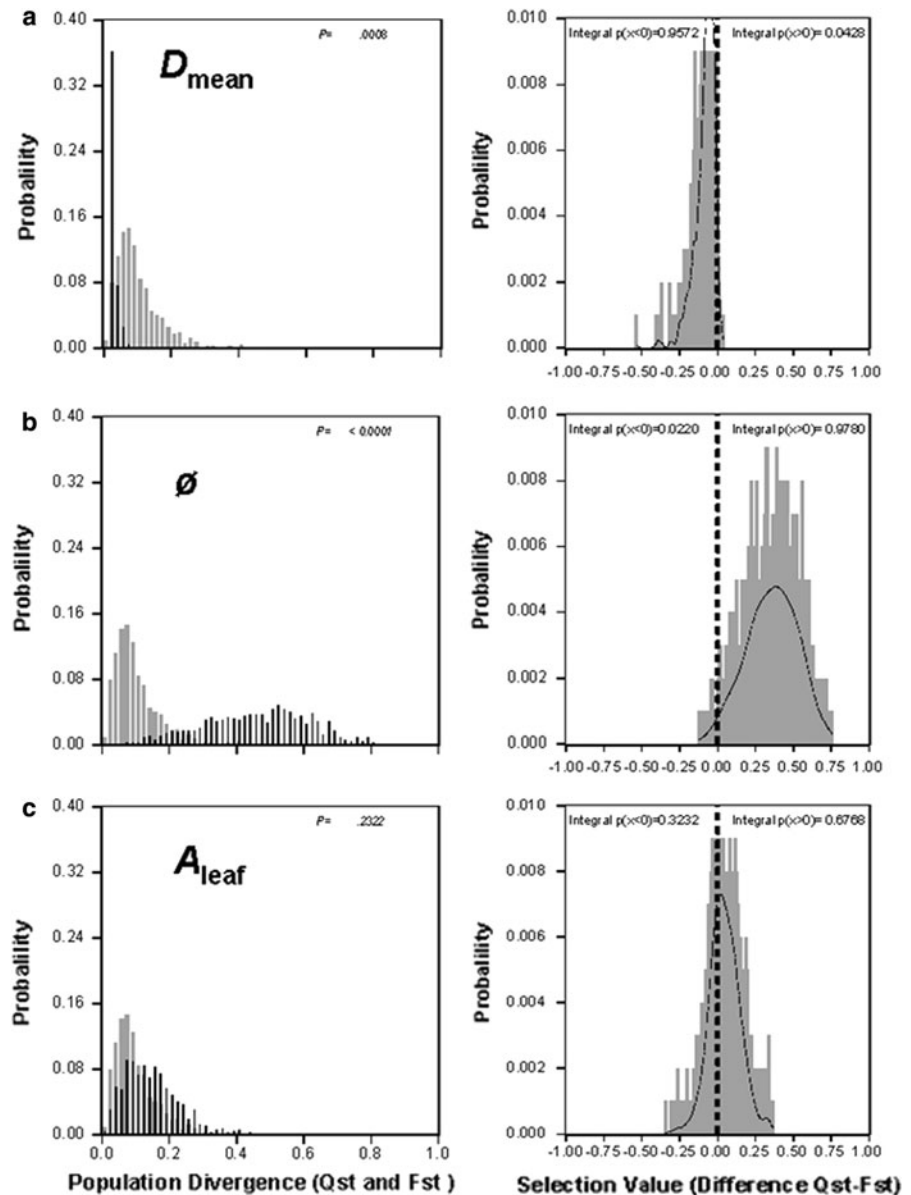 a
0.40
0.32
0.24
0.16
0.08
0.00
Probalility
P= .0008
Dmean
0.010
0.008
0.006
0.004
0.002
0.000
Probability
Integral p(x<0)=0.9572
Integral p(x>0)= 0.0428
-1.00 -0.75 -0.50 -0.25 0.00 0.25 0.50 0.75 1.00
b
0.40
0.32
0.24
0.16
0.08
0.00
Probalility
P= < 0.0001
ø
0.010
0.008
0.006
0.004
0.002
0.000
Probability
Integral p(x<0)=0.0220
Integral p(x>0)= 0.9780
-1.00 -0.75 -0.50 -0.25 0.00 0.25 0.50 0.75 1.00
c
0.40
0.32
0.24
0.16
0.08
0.00
Probalility
P= .2322
Aleaf
0.0 0.2 0.4 0.6 0.8 1.0
Population Divergence (Qst and Fst )
0.010
0.008
0.006
0.004
0.002
0.000
Probability
Integral p(x<0)=0.3232
Integral p(x>0)= 0.6768
-1.00 -0.75 -0.50 -0.25 0.00 0.25 0.50 0.75 1.00
Selection Value (Difference Qst-Fst)